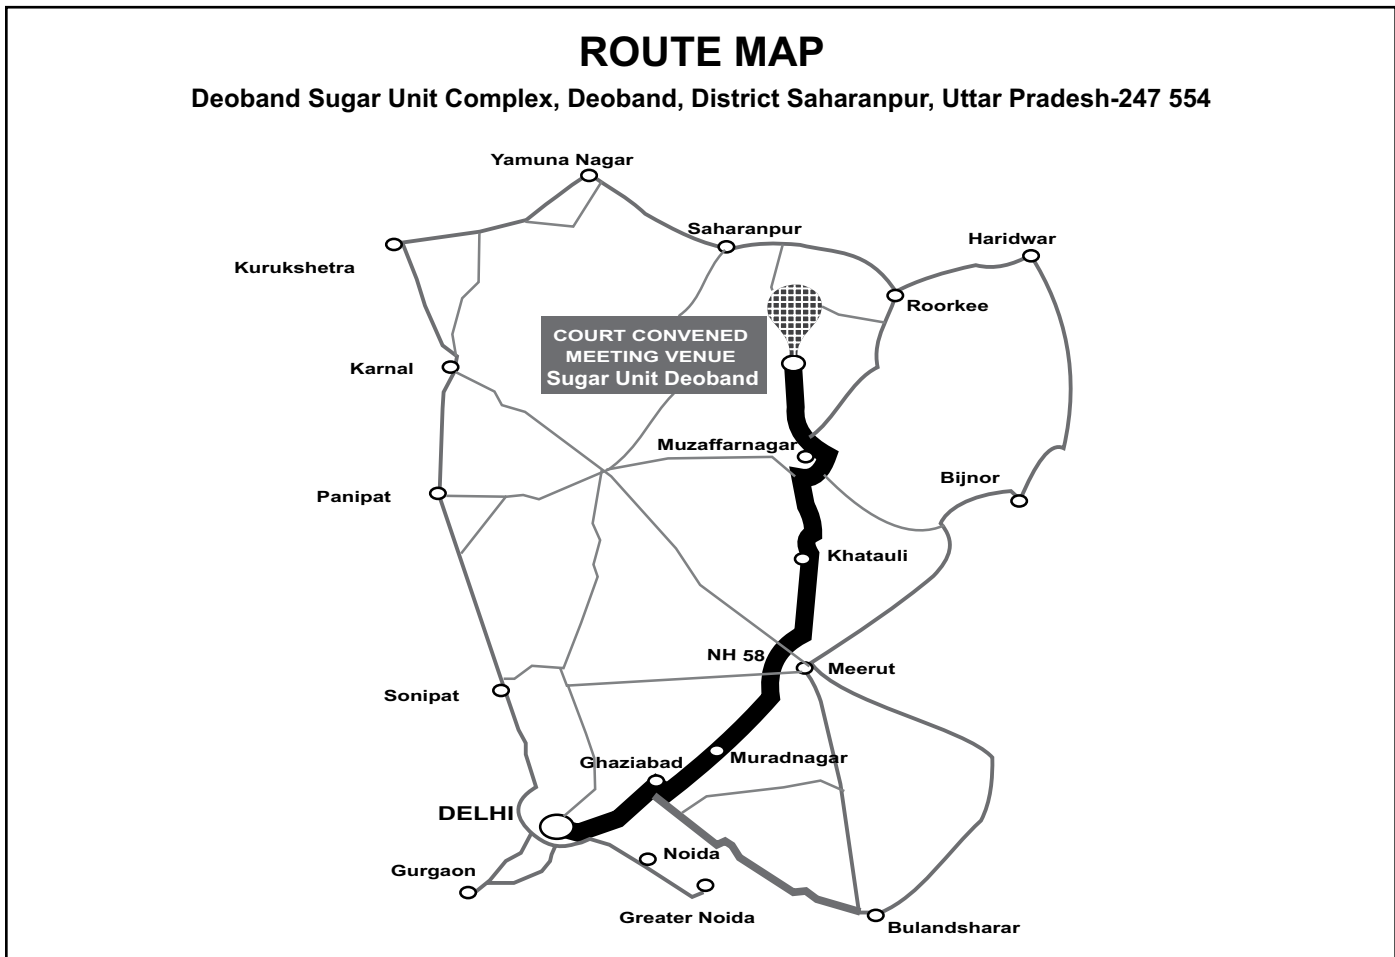 ROUTE MAP
Deoband Sugar Unit Complex, Deoband, District Saharanpur, Uttar Pradesh-247 554
Yamuna Nagar
Saharanpur
Haridwar
Kurukshetra
Roorkee
COURT CONVENED
MEETING VENUE
Sugar Unit Deoband
Karnal
Muzaffarnagar
Bijnor
Panipat
Khatauli
NH 58
Meerut
Sonipat
Muradnagar
Ghaziabad
DELHI
Noida
Gurgaon
Greater Noida
Bulandsharar